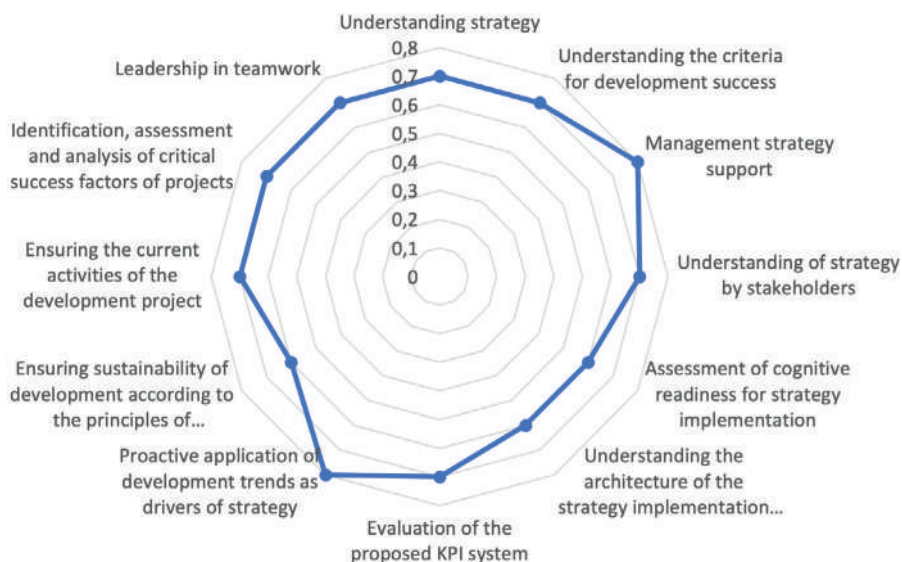 Understanding strategy
0,8
0,7
0,6
0,5
0,4
0,3
0,2
0,1
0
Understanding the criteria
for development success
Management strategy
support
Understanding of strategy
by stakeholders
Assessment of cognitive
readiness for strategy
implementation
Understanding the
architecture of the
strategy implementation…
Evaluation of the
proposed KPI system
Proactive application of
development trends as
drivers of strategy
Ensuring sustainability of
development according to
the principles of…
Ensuring the current
activities of the
development project
Identification, assessment
and analysis of critical
success factors of projects
Leadership in teamwork